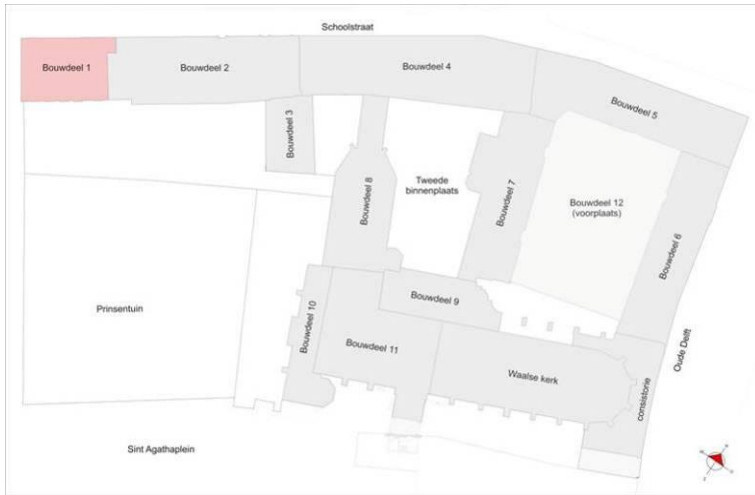 Schoolstraat
Bouwdeel 1
Bouwdeel 2
Bouwdeel 4
Bouwdeel 5
Bouwdeel 3
Bouwdeel 8
Tweede
binnenplaats
Bouwdeel 7
Bouwdeel 12
(voorplaats)
Bouwdeel 6
Prinsentuin
Bouwdeel 10
Bouwdeel 9
Bouwdeel 11
Waalse kerk
consistorie
Oude Delft
Sint Agathaplein